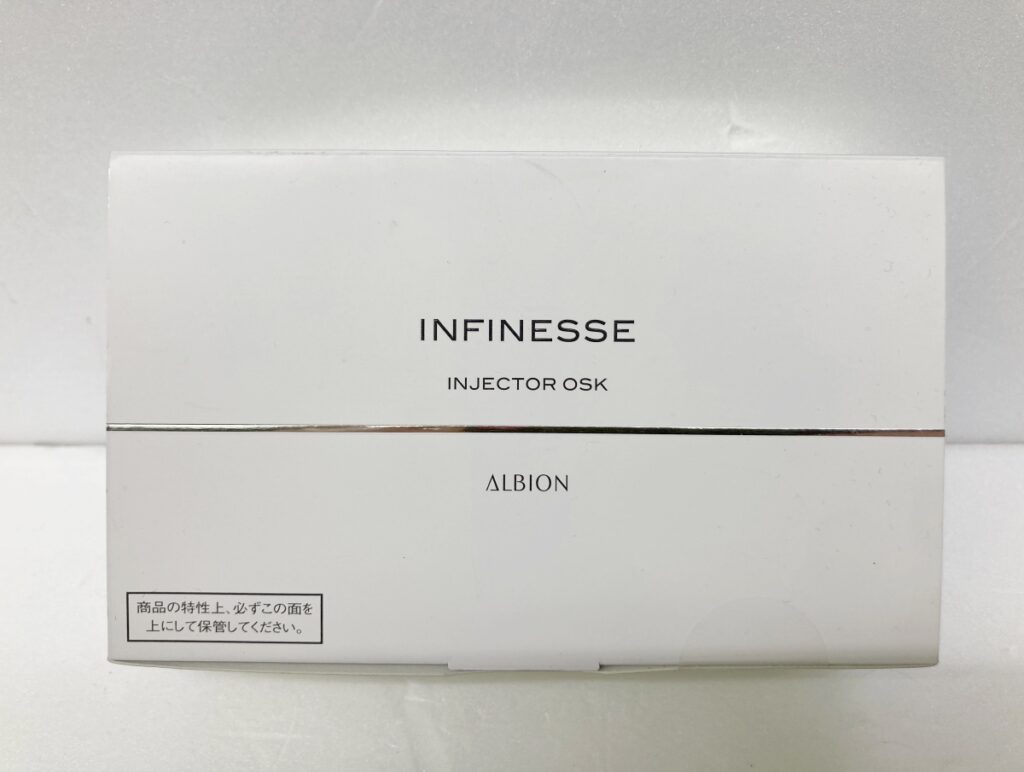 INFINESSE
INJECTOR OSK
ALBION
商品の特性上、必ずこの面を
上にして保管してください。